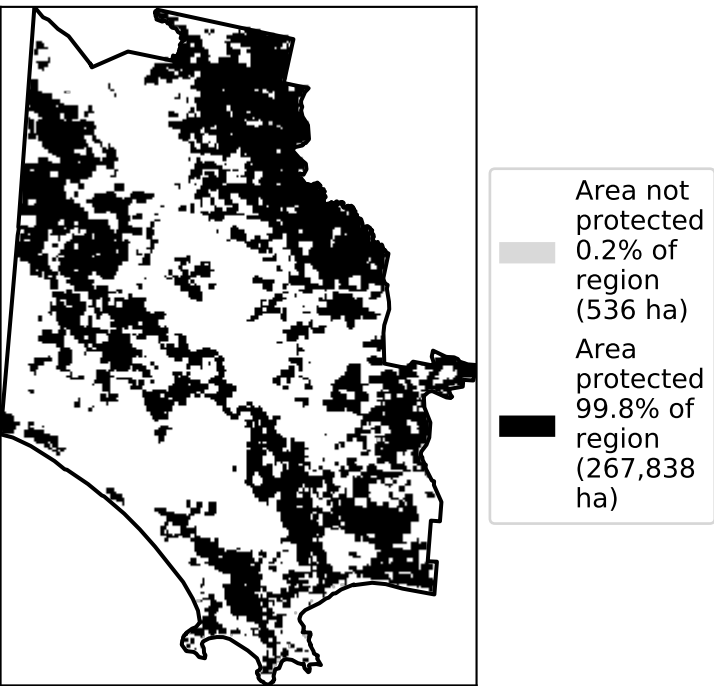 Area not
protected
0.2% of
region
(536 ha)
Area
protected
99.8% of
region
(267,838
ha)